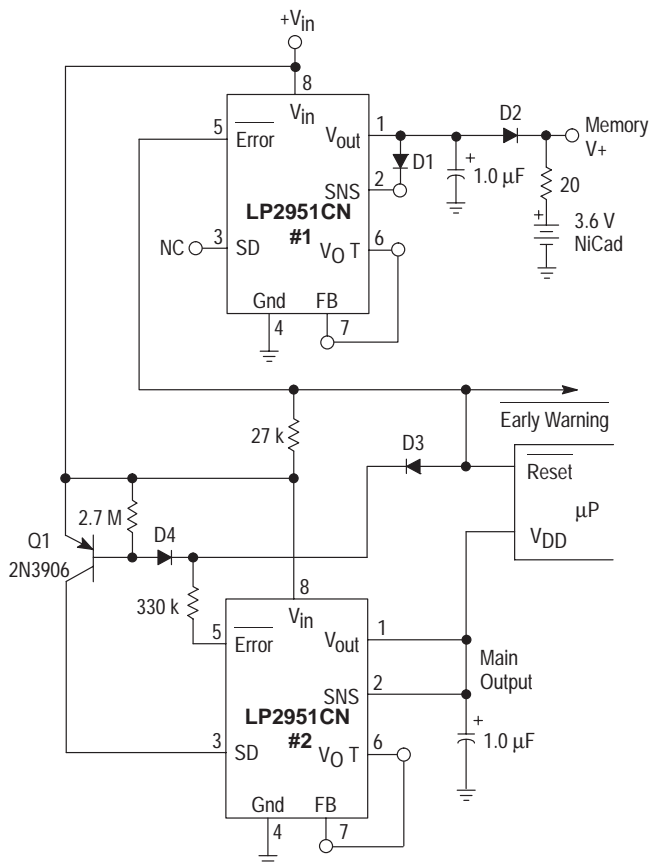 +Vin
8
Vin
5
Error
Vout
1
D2
Memory
V+
D1
+
1.0 µF
20
SNS
2
LP2951CN
#1
+
3.6 V
NiCad
NC
3
SD
VO T
6
Gnd
FB
4
7
27 k
Early Warning
D3
Reset
µP
VDD
2.7 M
D4
Q1
2N3906
330 k
8
Vin
5
Error
Vout
1
Main
Output
SNS
2
LP2951CN
#2
+
1.0 µF
3
SD
VO T
6
Gnd
FB
4
7